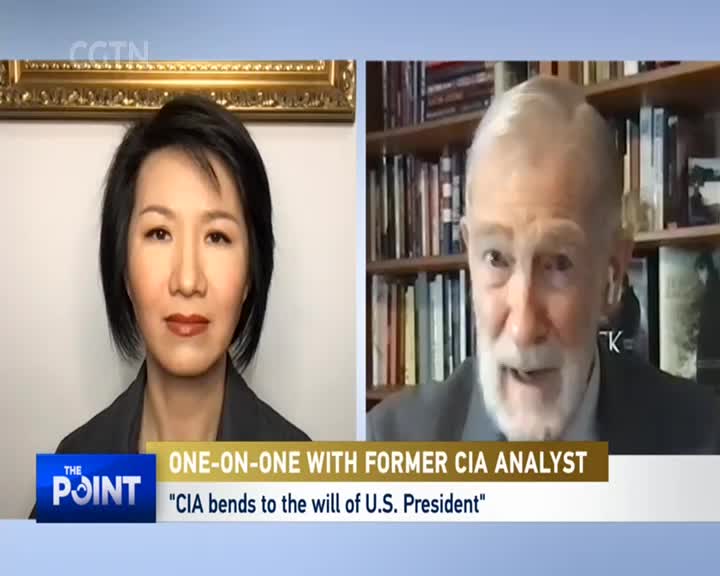 CGTN
ONE-ON-ONE WITH FORMER CIA ANALYST
THE
POINT
"CIA bends to the will of U.S. President"